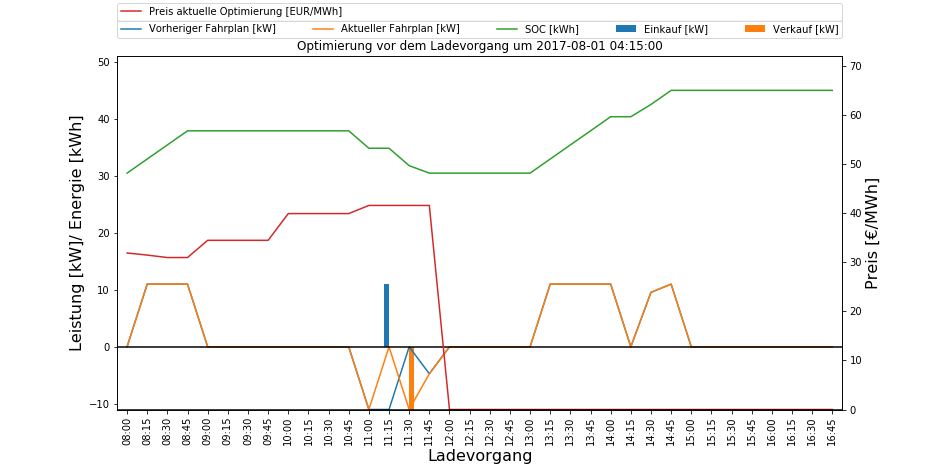 Preis aktuelle Optimierung [EUR/MWh]
Vorheriger Fahrplan [kW] Aktueller Fahrplan [kW] SOC [kWh] Einkauf [kW] Verkauf [kW]
Optimierung vor dem Ladevorgang um 2017-08-01 04:15:00
Leistung [kW]/ Energie [kWh]
50
40
30
20
10
0
−10
70
60
50
40
30
20
10
0
Preis [€/MWh]
08:00 08:15 08:30 08:45 09:00 09:15 09:30 09:45 10:00 10:15 10:30 10:45 11:00 11:15 11:30 11:45 12:00 12:15 12:30 12:45 13:00 13:15 13:30 13:45 14:00 14:15 14:30 14:45 15:00 15:15 15:30 15:45 16:00 16:15 16:30 16:45
Ladevorgang